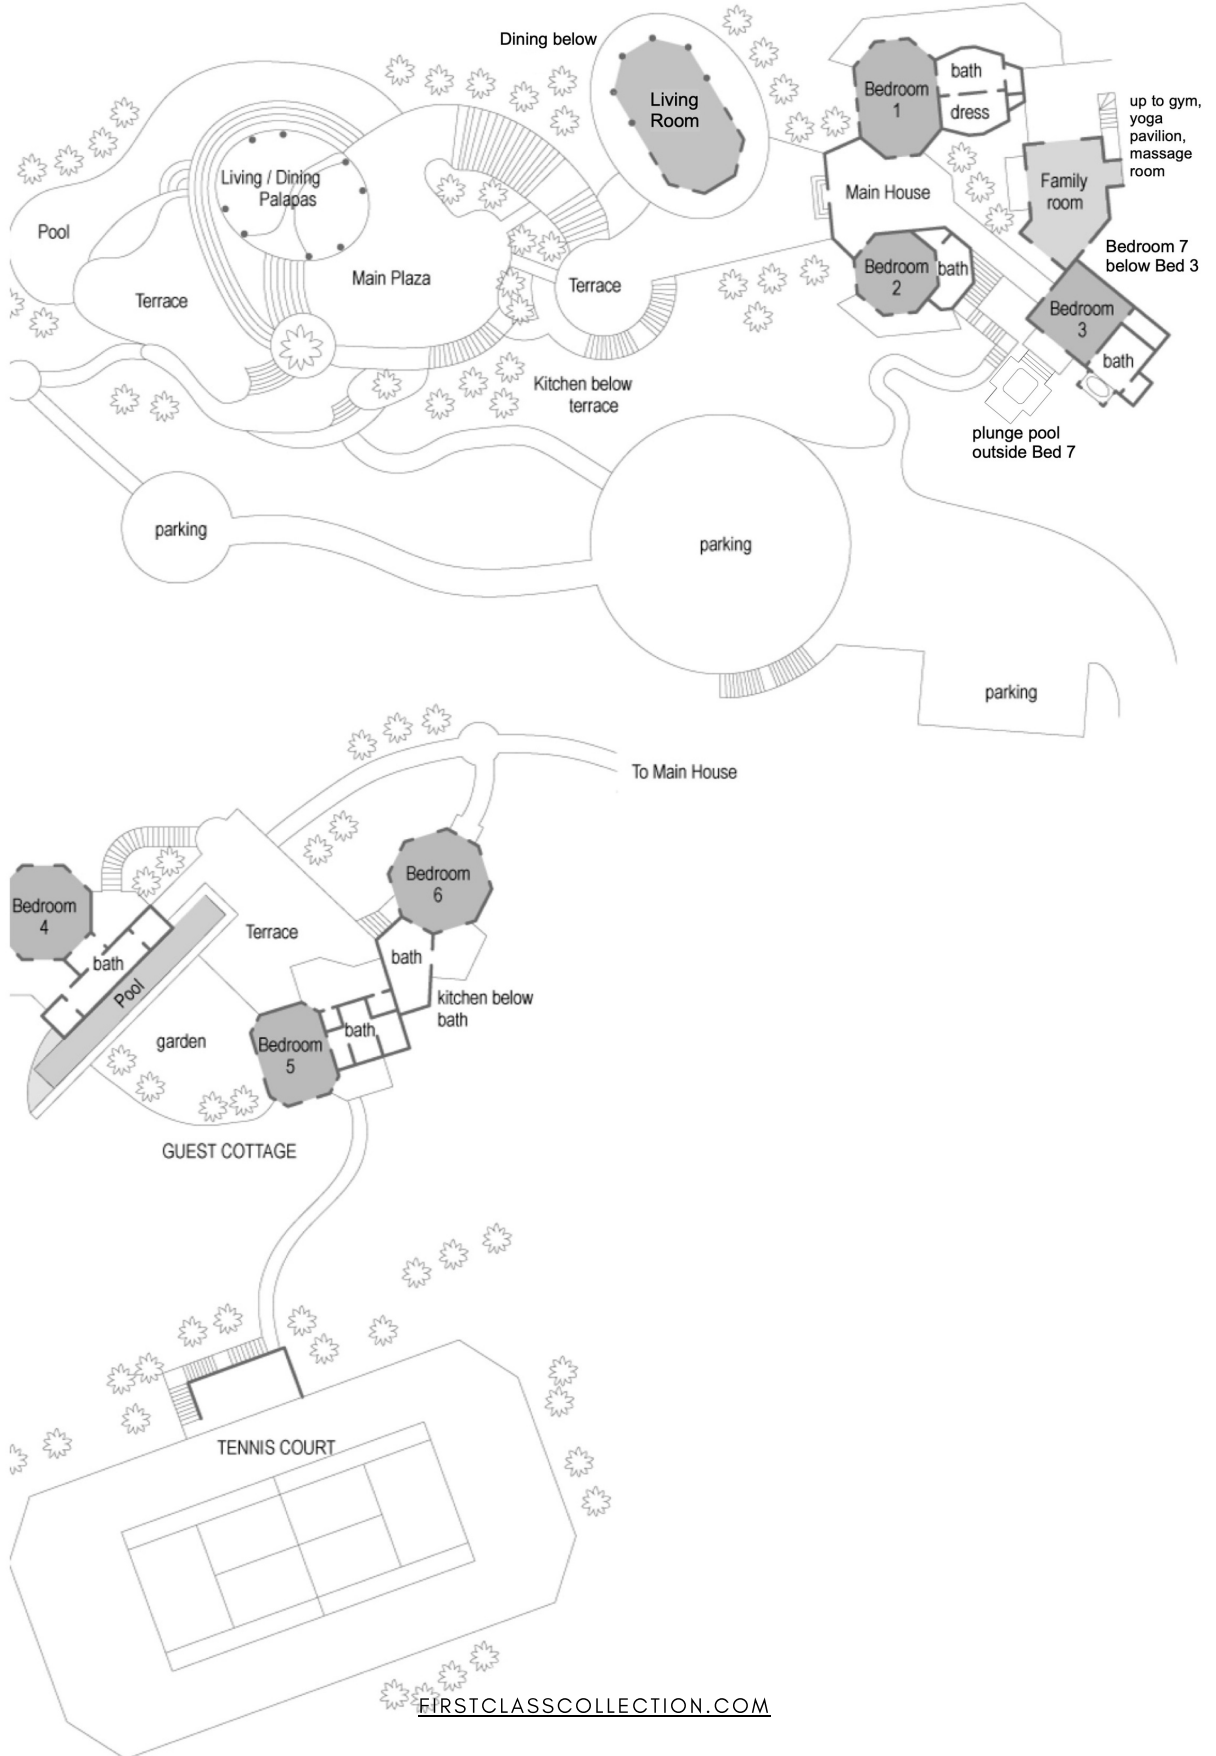 Dining below
Living
Room
Bedroom
1
bath
dress
up to gym,
yoga
pavilion,
massage
room
Living / Dining
Palapas
Main House
Family
room
Pool
Terrace
Main Plaza
Terrace
Bedroom
2
bath
Bedroom 7
below Bed 3
Bedroom
3
bath
Kitchen below
terrace
plunge pool
outside Bed 7
parking
parking
parking
To Main House
Bedroom
6
Bedroom
4
Terrace
bath
bath
Pool
kitchen below
bath
garden
Bedroom
5
bath
GUEST COTTAGE
TENNIS COURT
FIRSTCLASSCOLLECTION.COM